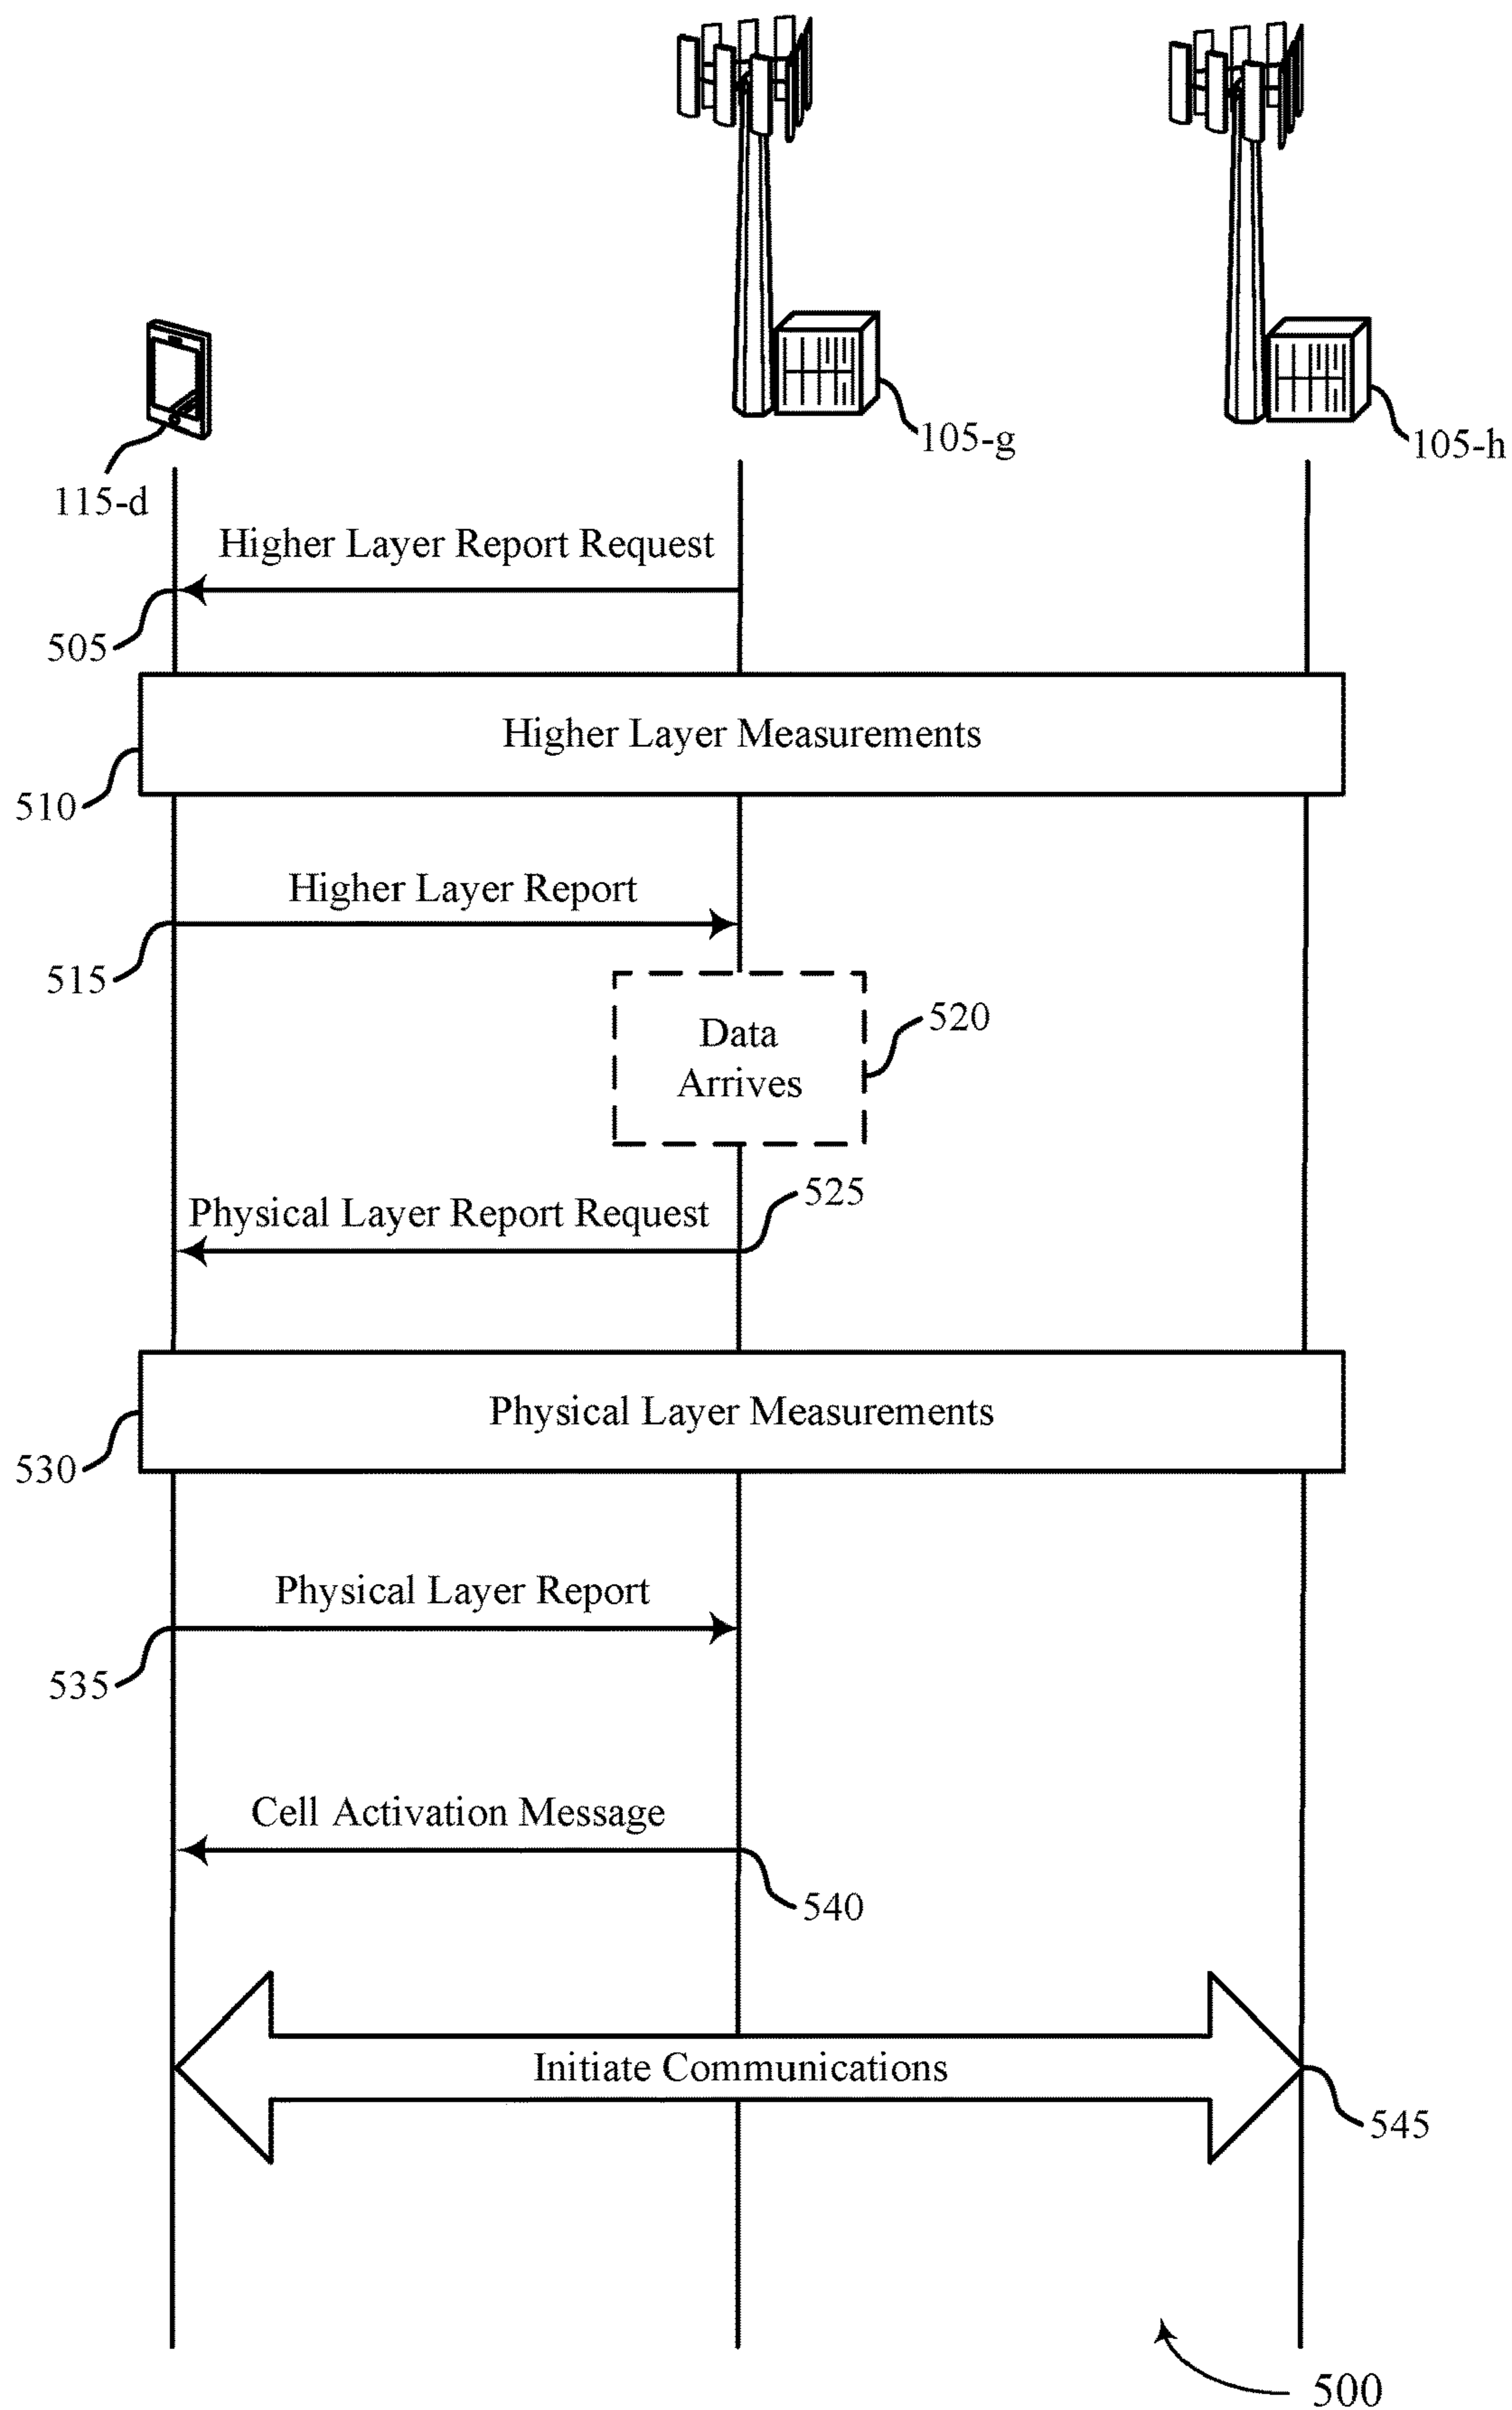 105-g
105-h
115-d
Higher Layer Report Request
505
Higher Layer Measurements
510
Higher Layer Report
515
Data
Arrives
520
525
Physical Layer Report Request
Physical Layer Measurements
530
Physical Layer Report
535
Cell Activation Message
540
Initiate Communications
545
500